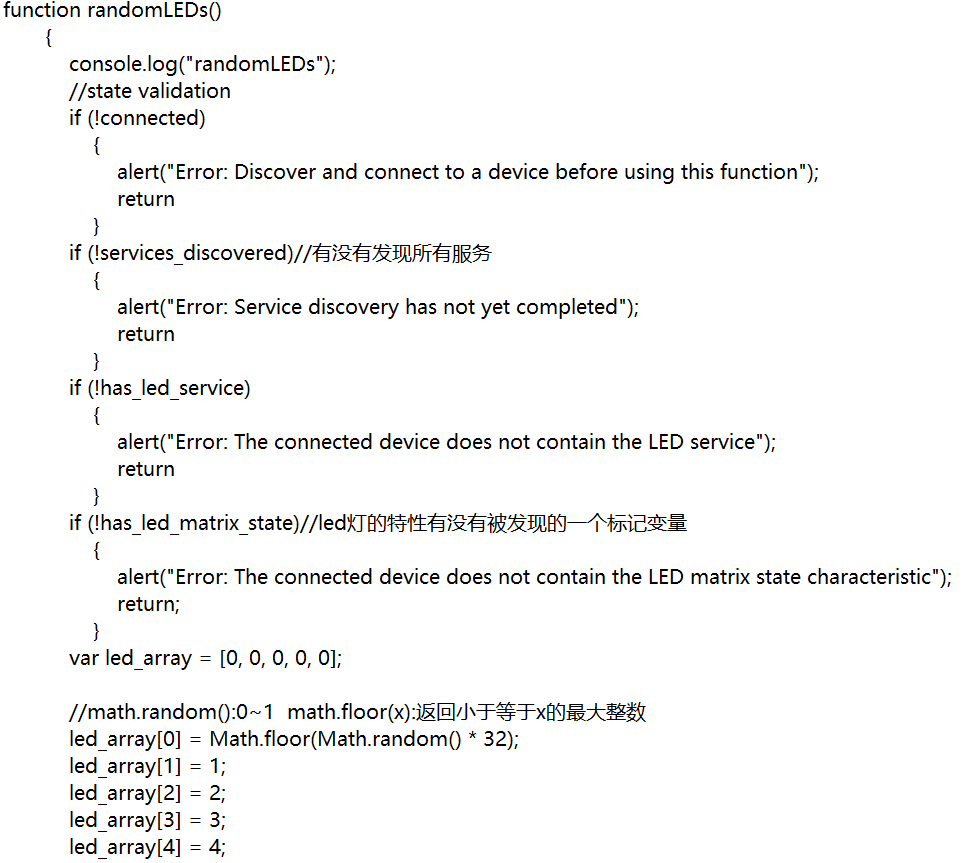 function randomLEDs()
{
console.log("randomLEDs");
//state validation
if (!connected)
{
alert("Error: Discover and connect to a device before using this function");
return
}
if (!services_discovered)//有没有发现所有服务
{
alert("Error: Service discovery has not yet completed");
return
}
if (!has_led_service)
{
alert("Error: The connected device does not contain the LED service");
return
}
if (!has_led_matrix_state)//led灯的特性有没有被发现的一个标记变量
{
alert("Error: The connected device does not contain the LED matrix state characteristic");
return;
}
var led_array = [0, 0, 0, 0, 0];
//math.random():0~1  math.floor(x):返回小于等于x的最大整数
led_array[0] = Math.floor(Math.random() * 32);
led_array[1] = 1;
led_array[2] = 2;
led_array[3] = 3;
led_array[4] = 4;